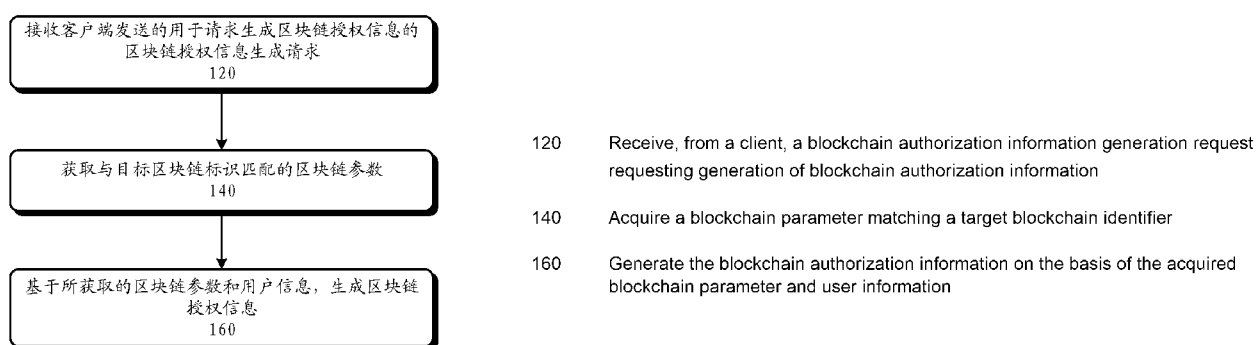 接收客户端发送的用于请求生成区块链授权信息的
区块链授权信息生成请求
120
获取与目标区块链标识匹配的区块链参数
140
基于所获取的区块链参数和用户信息，生成区块链
授权信息
160
120 Receive, from a client, a blockchain authorization information generation request
requesting generation of blockchain authorization information
140 Acquire a blockchain parameter matching a target blockchain identifier
160 Generate the blockchain authorization information on the basis of the acquired
blockchain parameter and user information